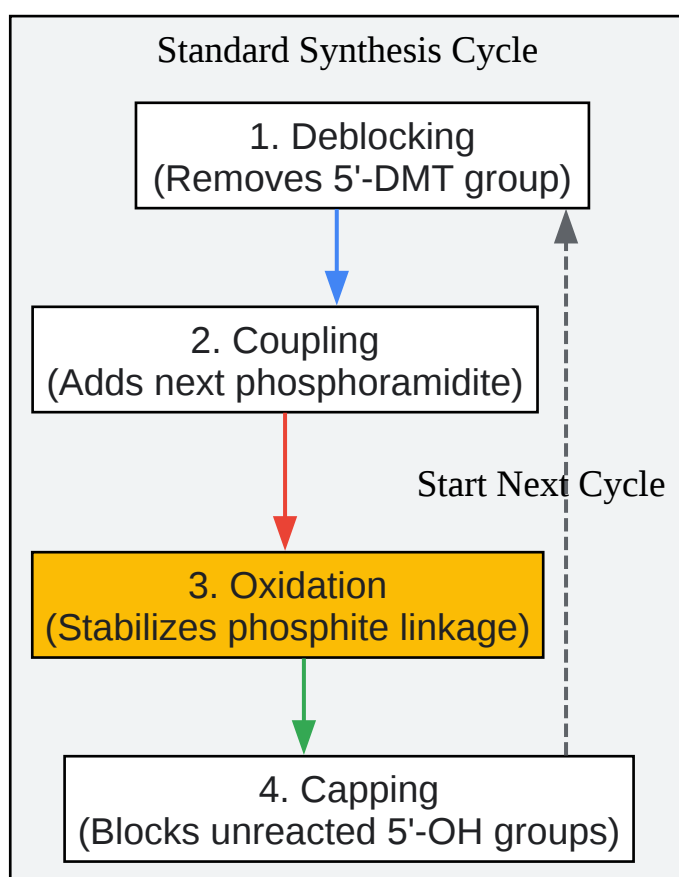 Standard Synthesis Cycle
1. Deblocking
(Removes 5'-DMT group)
2. Coupling
(Adds next phosphoramidite)
Start Next Cycle
3. Oxidation
(Stabilizes phosphite linkage)
4. Capping
(Blocks unreacted 5'-OH groups)